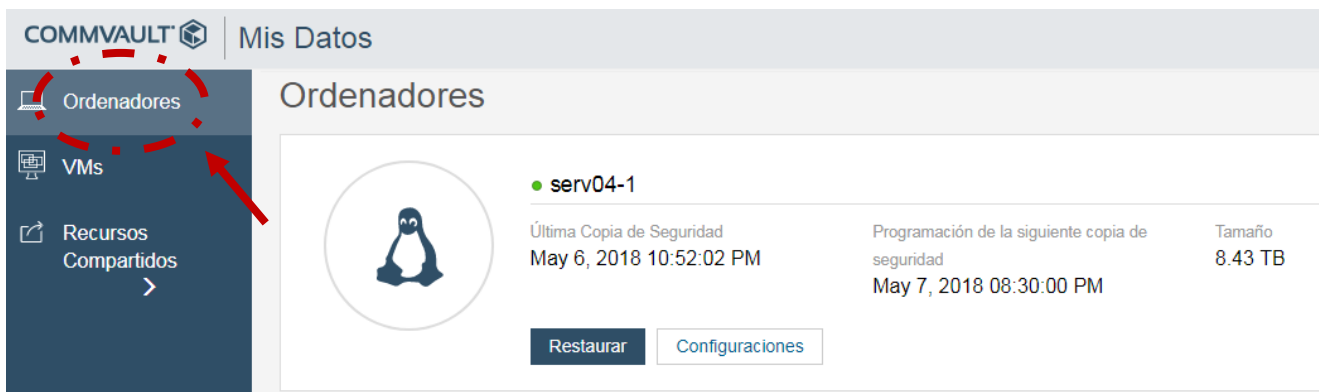 COMMVAULT
Mis Datos
Ordenadores
VMs
Recursos
Compartidos
Ordenadores
serv04-1
Última Copia de Seguridad
May 6, 2018 10:52:02 PM
Programación de la siguiente copia de
seguridad
May 7, 2018 08:30:00 PM
Tamaño
8.43 TB
Restaurar
Configuraciones